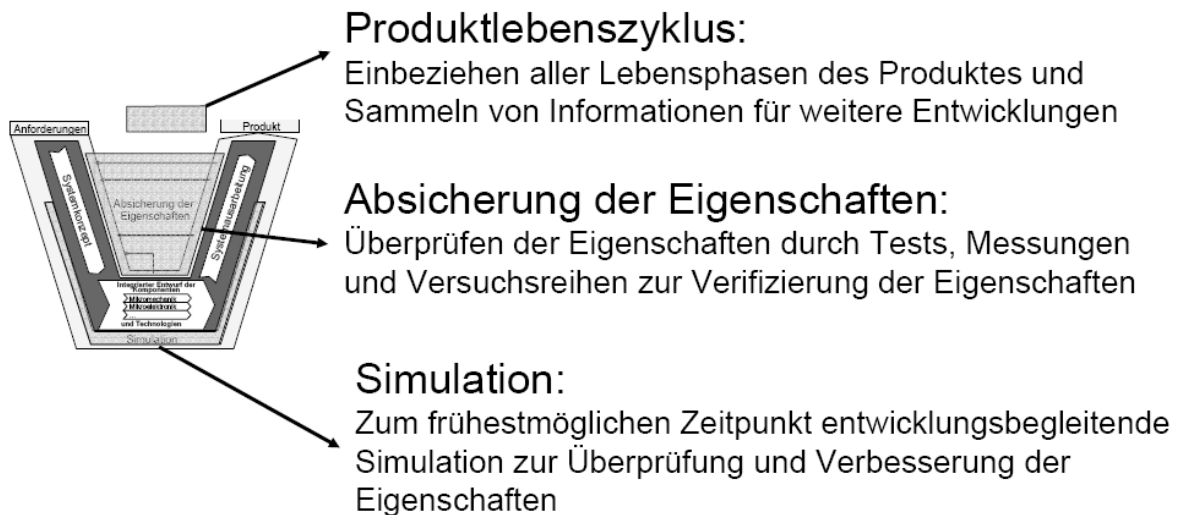 Produktlebenszyklus:
Einbeziehen aller Lebensphasen des Produktes und
Sammeln von Informationen für weitere Entwicklungen
Anforderungen
Produkt
Systemkonzept
Absicherung der
Eigenschaften
Systemausarbeitung
Absicherung der Eigenschaften:
Überprüfen der Eigenschaften durch Tests, Messungen
und Versuchsreihen zur Verifizierung der Eigenschaften
Integrierter Entwurf der
Komponenten
Mikromechanik
Mikroelektronik
...
und Technologien
Simulation
Simulation:
Zum frühestmöglichen Zeitpunkt entwicklungsbegleitende
Simulation zur Überprüfung und Verbesserung der
Eigenschaften